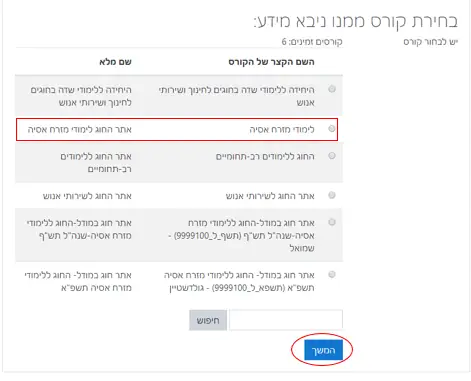 בחירת קורס ממנו ניבא מידע:
יש לבחור קורס
קורסים זמינים: 6
השם הקצר של הקורס שם מלא
היחידה ללימודי שדה בחוגים לחינוך ושירותי היחידה ללימודי שדה בחוגים
אנוש לחינוך ושירותי אנוש
לימודי מזרח אסיה אתר החוג לימודי מזרח אסיה
החוג ללימודים רב-תחומיים אתר החוג ללימודים
רב-תחומיים
אתר החוג לשירותי אנוש אתר החוג לשירותי אנוש
אתר חוג במודל-החוג ללימודי מזרח אתר חוג במודל-החוג ללימודי
אסיה-שנה"ל תש"ף (תשף_ל_9999100) - מזרח אסיה-שנה"ל תש"ף
שמואל
אתר חוג במודל- החוג ללימודי מזרח אסיה אתר חוג במודל- החוג ללימודי
תשפ"א (תשפא_ל_9999100) - גולדשטיין מזרח אסיה תשפ"א
חיפוש
המשך